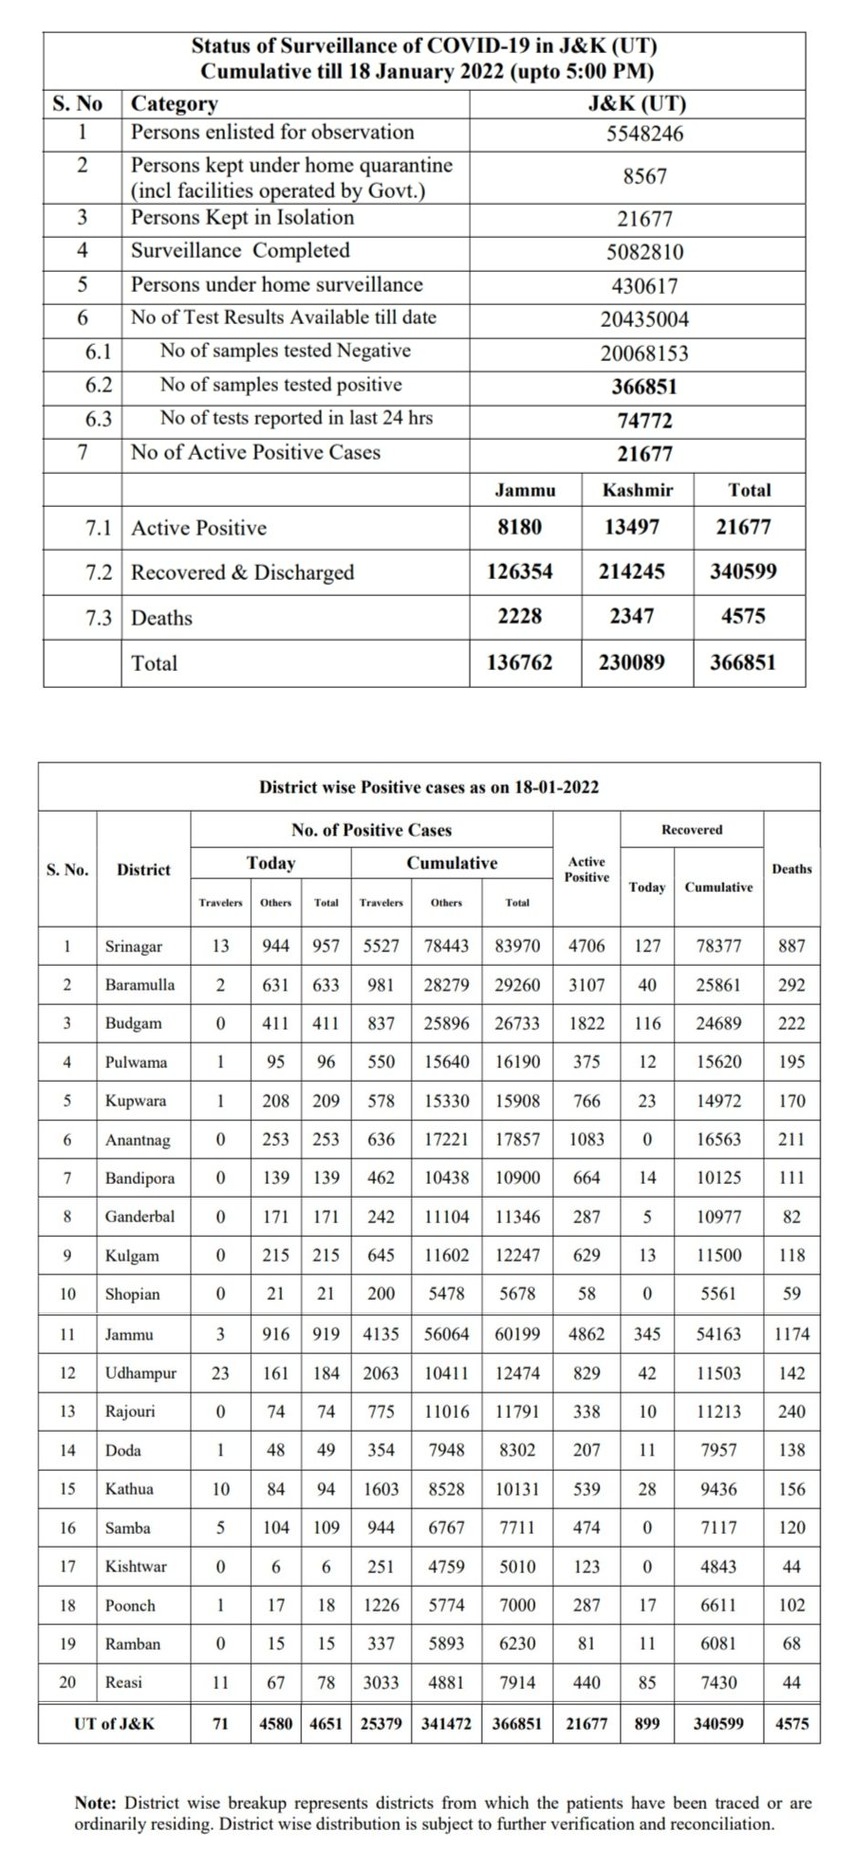 Status of Surveillance of COVID-19 in J&K (UT)
Cumulative till 18 January 2022 (upto 5:00 PM)
S. No Category J&K (UT)
1 Persons enlisted for observation 5548246
2 Persons kept under home quarantine
(incl facilities operated by Govt.) 8567
3 Persons Kept in Isolation 21677
4 Surveillance Completed 5082810
5 Persons under home surveillance 430617
6 No of Test Results Available till date 20435004
6.1 No of samples tested Negative 20068153
6.2 No of samples tested positive 366851
6.3 No of tests reported in last 24 hrs 74772
7 No of Active Positive Cases 21677
Jammu Kashmir Total
7.1 Active Positive 8180 13497 21677
7.2 Recovered & Discharged 126354 214245 340599
7.3 Deaths 2228 2347 4575
Total 136762 230089 366851
District wise Positive cases as on 18-01-2022
S. No. District No. of Positive Cases Active Positive Recovered Deaths
Today Cumulative Today Cumulative
Travelers Others Total Travelers Others Total
1 Srinagar 13 944 957 5527 78443 83970 4706 127 78377 887
2 Baramulla 2 631 633 981 28279 29260 3107 40 25861 292
3 Budgam 0 411 411 837 25896 26733 1822 116 24689 222
4 Pulwama 1 95 96 550 15640 16190 375 12 15620 195
5 Kupwara 1 208 209 578 15330 15908 766 23 14972 170
6 Anantnag 0 253 253 636 17221 17857 1083 0 16563 211
7 Bandipora 0 139 139 462 10438 10900 664 14 10125 111
8 Ganderbal 0 171 171 242 11104 11346 287 5 10977 82
9 Kulgam 0 215 215 645 11602 12247 629 13 11500 118
10 Shopian 0 21 21 200 5478 5678 58 0 5561 59
11 Jammu 3 916 919 4135 56064 60199 4862 345 54163 1174
12 Udhampur 23 161 184 2063 10411 12474 829 42 11503 142
13 Rajouri 0 74 74 775 11016 11791 338 10 11213 240
14 Doda 1 48 49 354 7948 8302 207 11 7957 138
15 Kathua 10 84 94 1603 8528 10131 539 28 9436 156
16 Samba 5 104 109 944 6767 7711 474 0 7117 120
17 Kishtwar 0 6 6 251 4759 5010 123 0 4843 44
18 Poonch 1 17 18 1226 5774 7000 287 17 6611 102
19 Ramban 0 15 15 337 5893 6230 81 11 6081 68
20 Reasi 11 67 78 3033 4881 7914 440 85 7430 44
UT of J&K 71 4580 4651 25379 341472 366851 21677 899 340599 4575
Note: District wise breakup represents districts from which the patients have been traced or are
ordinarily residing. District wise distribution is subject to further verification and reconciliation.